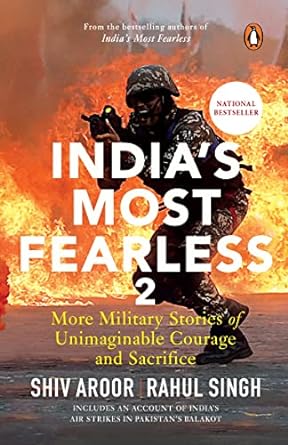 From the bestselling authors of
India's Most Fearless
NATIONAL
BESTSELLER
INDIA'S
MOST
FEARLESS
2
More Military Stories of
Unimaginable Courage
and Sacrifice
SHIV AROOR RAHUL SINGH
INCLUDES AN ACCOUNT OF INDIA'S
AIR STRIKES IN PAKISTAN'S BALAKOT